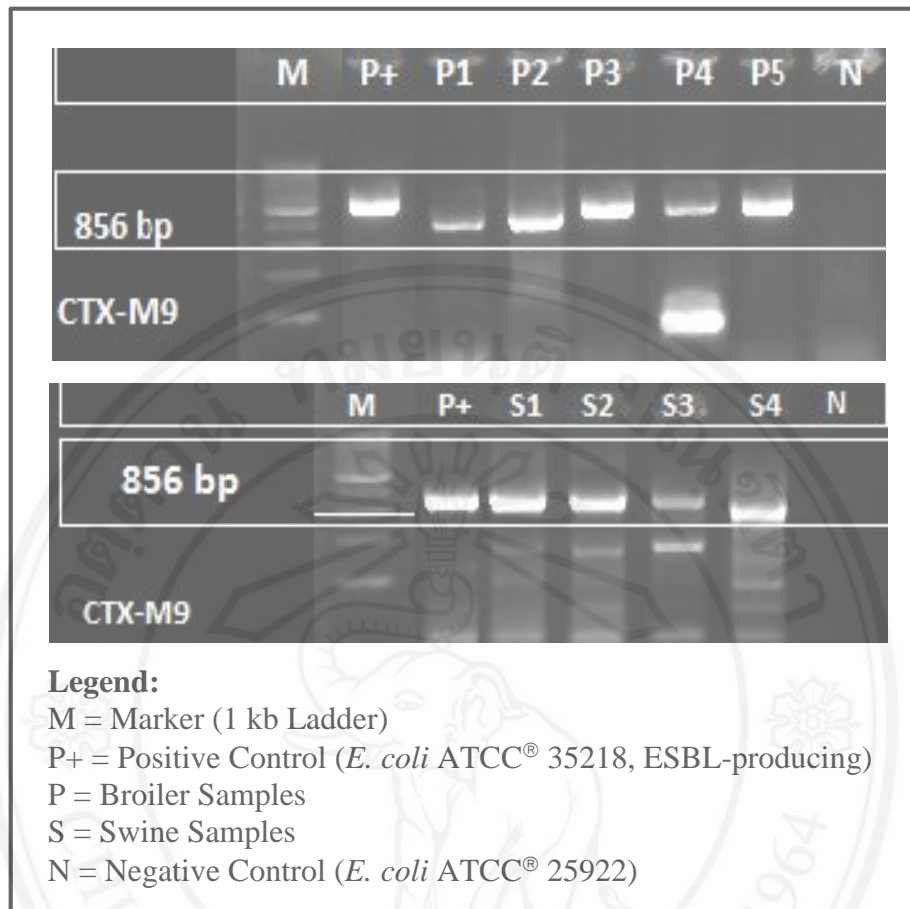 M P+ P1 P2 P3 P4 P5 N
856 bp
CTX-M9
M P+ S1 S2 S3 S4 N
856 bp
CTX-M9
Legend:
M = Marker (1 kb Ladder)
P+ = Positive Control (E. coli ATCC® 35218, ESBL-producing)
P = Broiler Samples
S = Swine Samples
N = Negative Control (E. coli ATCC® 25922)
1964